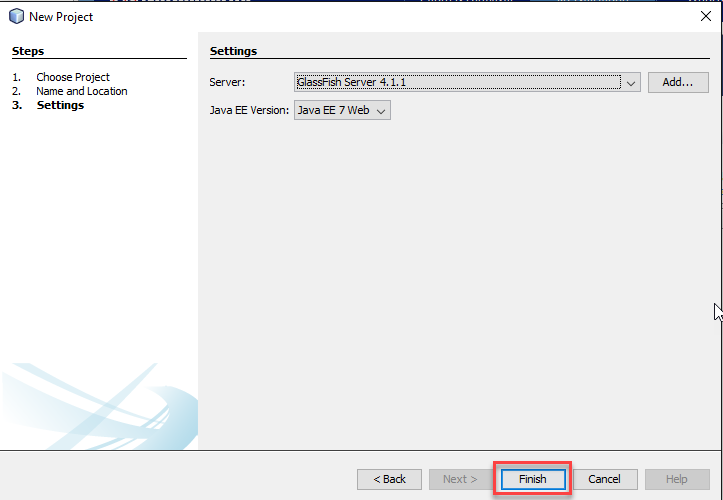 New Project
Steps
1. Choose Project
2. Name and Location
3. Settings
Settings
Server: GlassFish Server 4.1.1 Add...
Java EE Version: Java EE 7 Web
< Back Next > Finish Cancel Help